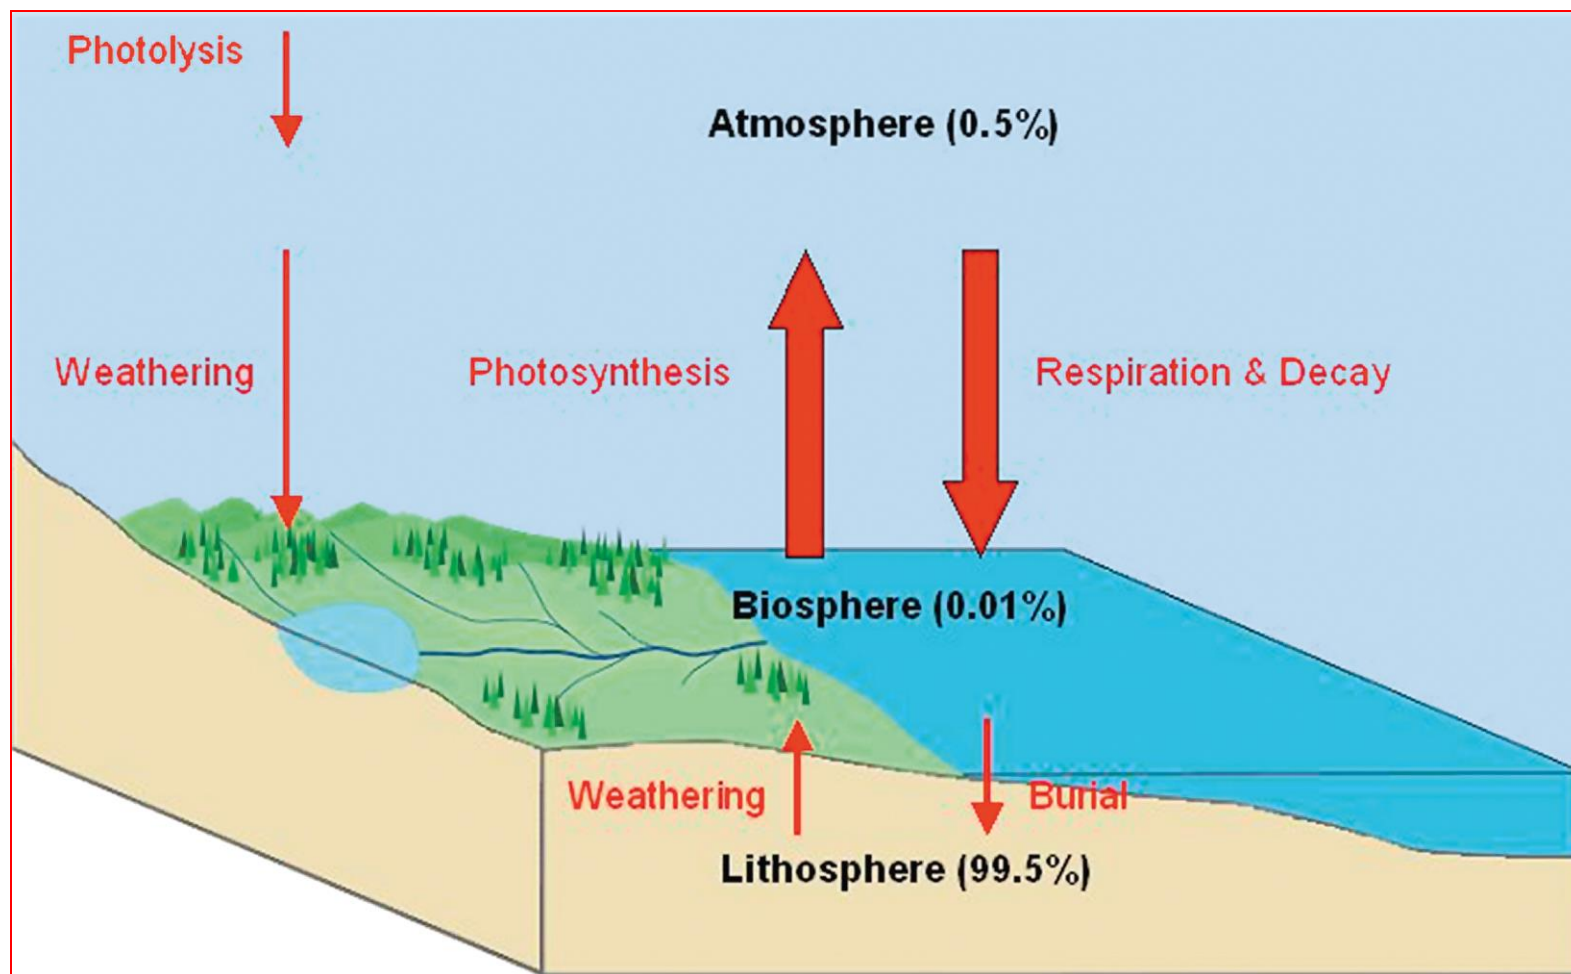 Photolysis
Atmosphere (0.5%)
Weathering
Photosynthesis
Respiration & Decay
Biosphere (0.01%)
Weathering
Burial
Lithosphere (99.5%)